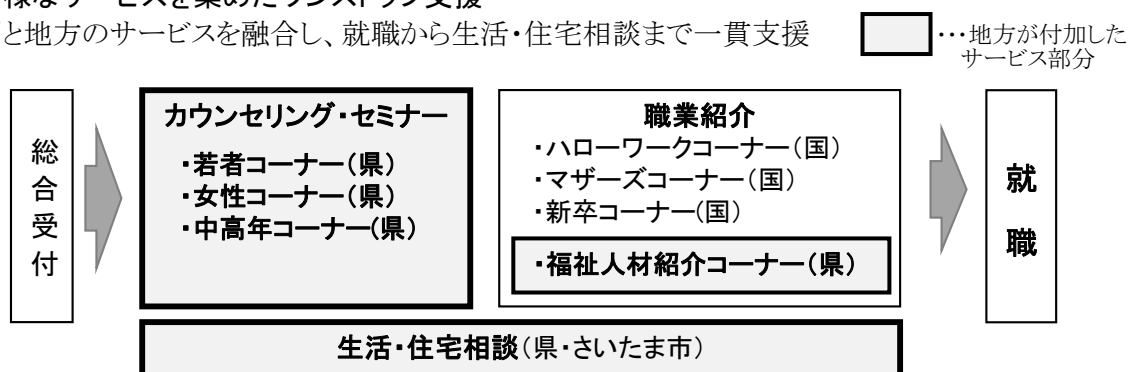 様なサービスを集めたワンストップ支援
と地方のサービスを融合し、就職から生活・住宅相談まで一貫支援
・・・地方が付加した
サービス部分
総合受付
カウンセリング・セミナー
・若者コーナー(県)
・女性コーナー(県)
・中高年コーナー(県)
職業紹介
・ハローワークコーナー(国)
・マザーズコーナー(国)
・新卒コーナー(国)
・福祉人材紹介コーナー(県)
就職
生活・住宅相談(県・さいたま市)